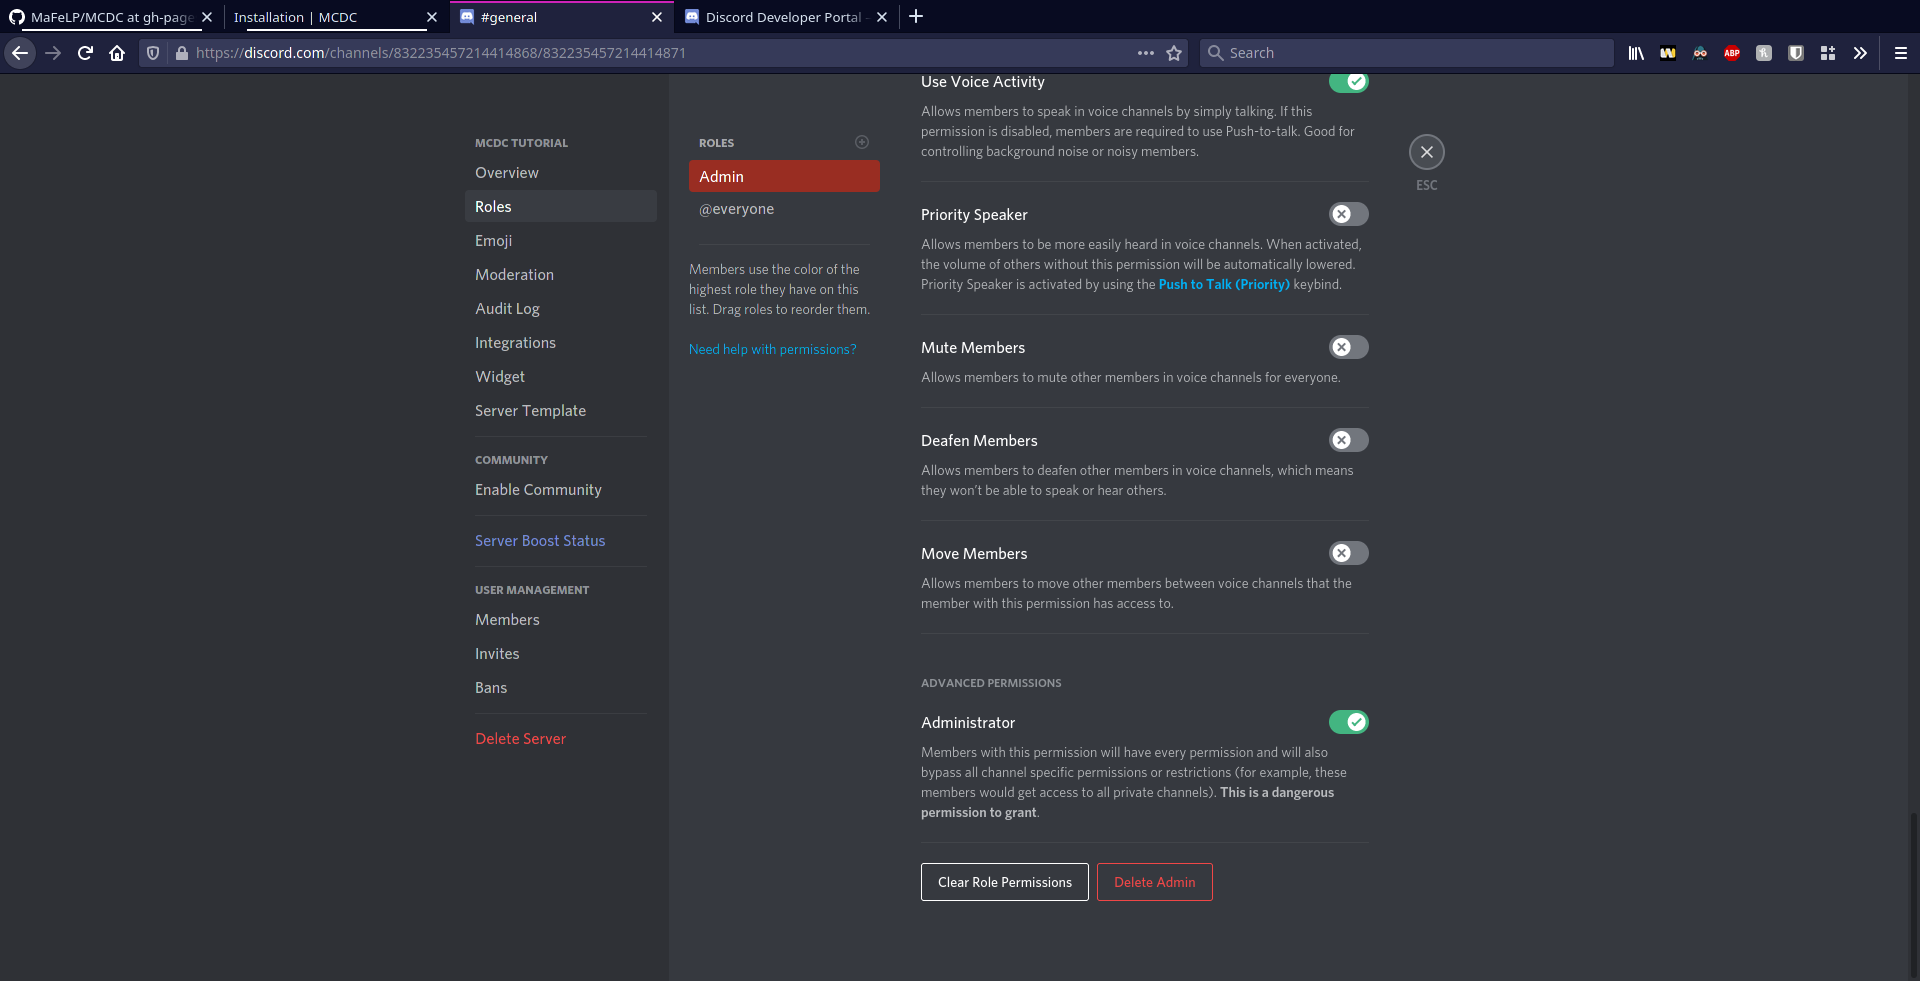 MaFeLP/MCDC at gh-page
Installation | MCDC
#general
Discord Developer Portal -
https://discord.com/channels/832235457214414868/832235457214414871
Search
ABP
MCDC TUTORIAL
Overview
Roles
Emoji
Moderation
Audit Log
Integrations
Widget
Server Template
COMMUNITY
Enable Community
Server Boost Status
USER MANAGEMENT
Members
Invites
Bans
Delete Server
ROLES
Admin
@everyone
Members use the color of the
highest role they have on this
list. Drag roles to reorder them.
Need help with permissions?
Use Voice Activity
Allows members to speak in voice channels by simply talking. If this
permission is disabled, members are required to use Push-to-talk. Good for
controlling background noise or noisy members.
Priority Speaker
Allows members to be more easily heard in voice channels. When activated,
the volume of others without this permission will be automatically lowered.
Priority Speaker is activated by using the Push to Talk (Priority) keybind.
Mute Members
Allows members to mute other members in voice channels for everyone.
Deafen Members
Allows members to deafen other members in voice channels, which means
they won't be able to speak or hear others.
Move Members
Allows members to move other members between voice channels that the
member with this permission has access to.
ADVANCED PERMISSIONS
Administrator
Members with this permission will have every permission and will also
bypass all channel specific permissions or restrictions (for example, these
members would get access to all private channels). This is a dangerous
permission to grant.
Clear Role Permissions
Delete Admin
ESC